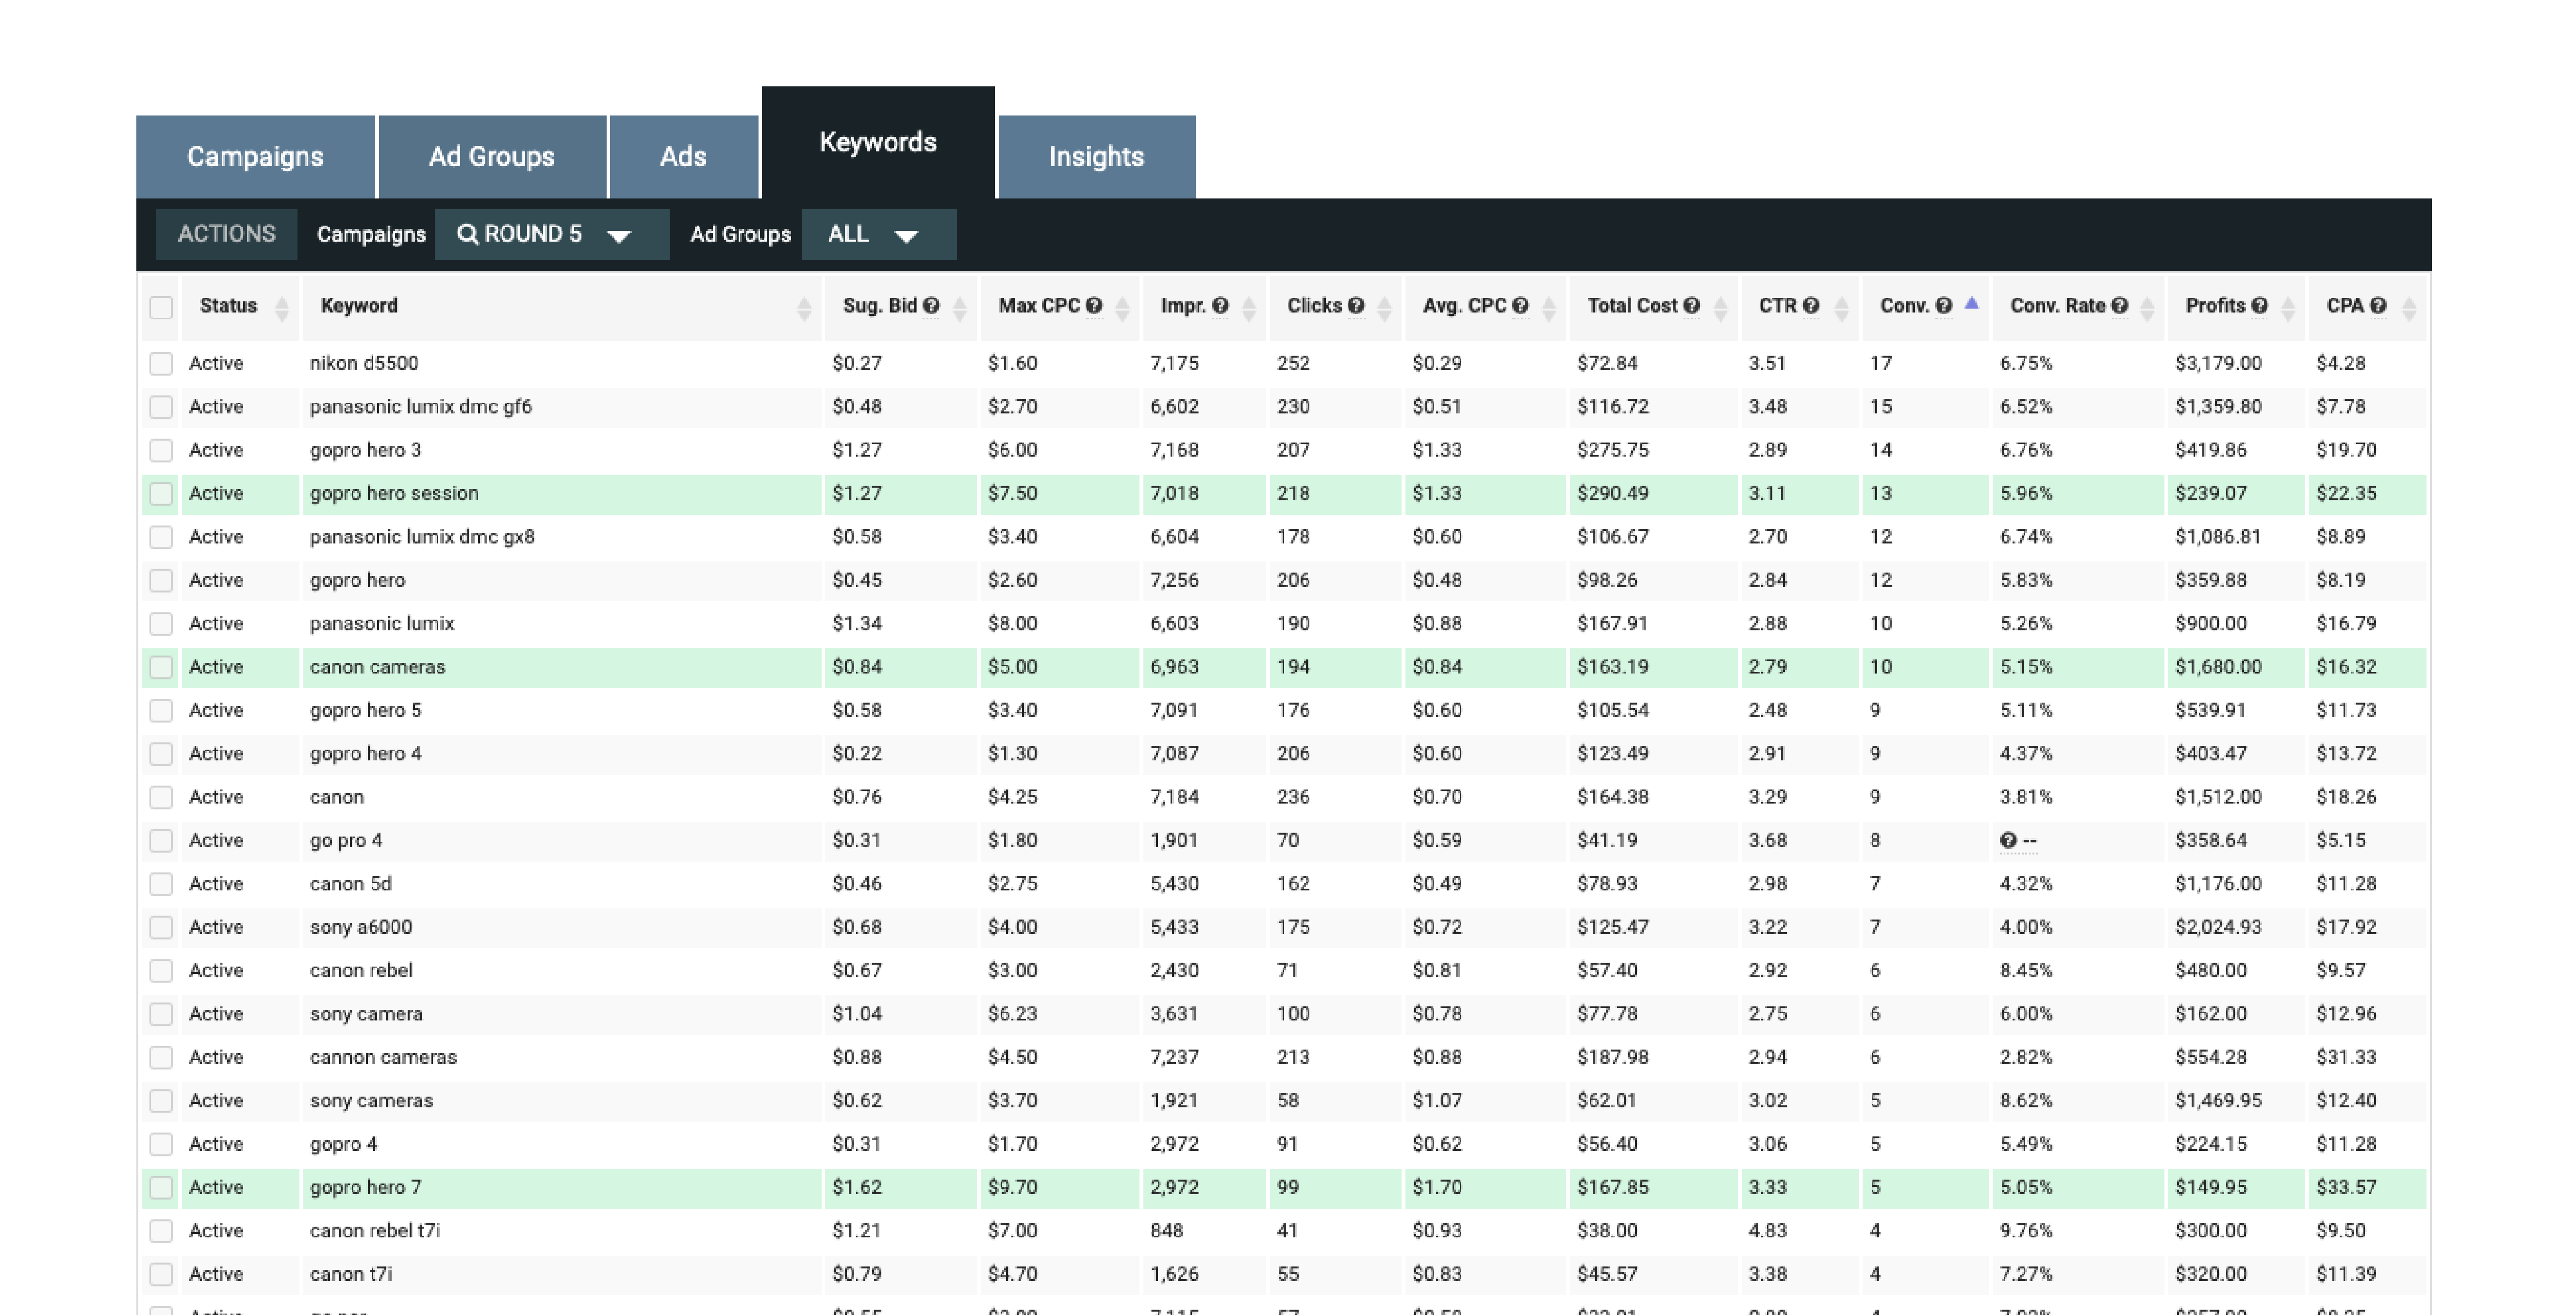 Campaigns Ad Groups Ads Keywords Insights
ACTIONS Campaigns ROUND 5 Ad Groups ALL
Status Keyword Sug. Bid Max CPC Impr. Clicks Avg. CPC Total Cost CTR Conv. Conv. Rate Profits CPA
Active nikon d5500 $0.27 $1.60 7,175 252 $0.29 $72.84 3.51 17 6.75% $3,179.00 $4.28
Active panasonic lumix dmc gf6 $0.48 $2.70 6,602 230 $0.51 $116.72 3.48 15 6.52% $1,359.80 $7.78
Active gopro hero 3 $1.27 $6.00 7,168 207 $1.33 $275.75 2.89 14 6.76% $419.86 $19.70
Active gopro hero session $1.27 $7.50 7,018 218 $1.33 $290.49 3.11 13 5.96% $239.07 $22.35
Active panasonic lumix dmc gx8 $0.58 $3.40 6,604 178 $0.60 $106.67 2.70 12 6.74% $1,086.81 $8.89
Active gopro hero $0.45 $2.60 7,256 206 $0.48 $98.26 2.84 12 5.83% $359.88 $8.19
Active panasonic lumix $1.34 $8.00 6,603 190 $0.88 $167.91 2.88 10 5.26% $900.00 $16.79
Active canon cameras $0.84 $5.00 6,963 194 $0.84 $163.19 2.79 10 5.15% $1,680.00 $16.32
Active gopro hero 5 $0.58 $3.40 7,091 176 $0.60 $105.54 2.48 9 5.11% $539.91 $11.73
Active gopro hero 4 $0.22 $1.30 7,087 206 $0.60 $123.49 2.91 9 4.37% $403.47 $13.72
Active canon $0.76 $4.25 7,184 236 $0.70 $164.38 3.29 9 3.81% $1,512.00 $18.26
Active go pro 4 $0.31 $1.80 1,901 70 $0.59 $41.19 3.68 8 -- $358.64 $5.15
Active canon 5d $0.46 $2.75 5,430 162 $0.49 $78.93 2.98 7 4.32% $1,176.00 $11.28
Active sony a6000 $0.68 $4.00 5,433 175 $0.72 $125.47 3.22 7 4.00% $2,024.93 $17.92
Active canon rebel $0.67 $3.00 2,430 71 $0.81 $57.40 2.92 6 8.45% $480.00 $9.57
Active sony camera $1.04 $6.23 3,631 100 $0.78 $77.78 2.75 6 6.00% $162.00 $12.96
Active cannon cameras $0.88 $4.50 7,237 213 $0.88 $187.98 2.94 6 2.82% $554.28 $31.33
Active sony cameras $0.62 $3.70 1,921 58 $1.07 $62.01 3.02 5 8.62% $1,469.95 $12.40
Active gopro 4 $0.31 $1.70 2,972 91 $0.62 $56.40 3.06 5 5.49% $224.15 $11.28
Active gopro hero 7 $1.62 $9.70 2,972 99 $1.70 $167.85 3.33 5 5.05% $149.95 $33.57
Active canon rebel t7i $1.21 $7.00 848 41 $0.93 $38.00 4.83 4 9.76% $300.00 $9.50
Active canon t7i $0.79 $4.70 1,626 55 $0.83 $45.57 3.38 4 7.27% $320.00 $11.39